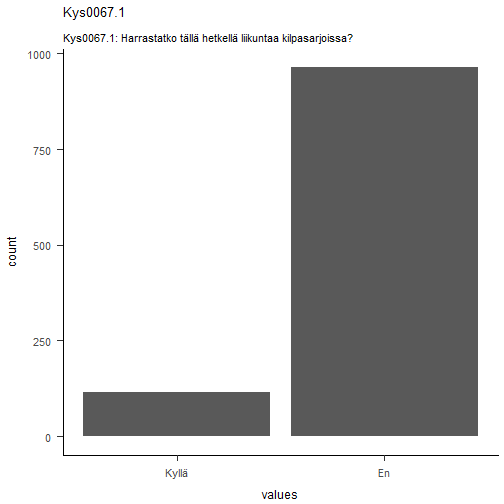 Kys0067.1
Kys0067.1: Harrastatko tällä hetkellä liikuntaa kilpasarjoissa?
1000
750
500
250
0
count
Kyllä
En
values